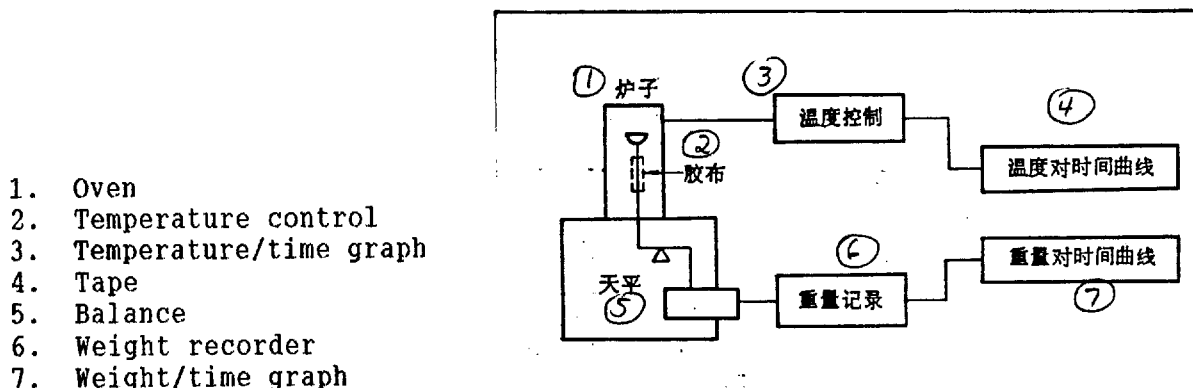 1. Oven
2. Temperature control
3. Temperature/time graph
4. Tape
5. Balance
6. Weight recorder
7. Weight/time graph
① 炉子
② 胶布
③
温度控制
④
温度对时间曲线
天平
⑤
⑥
重量记录
重量对时间曲线
⑦